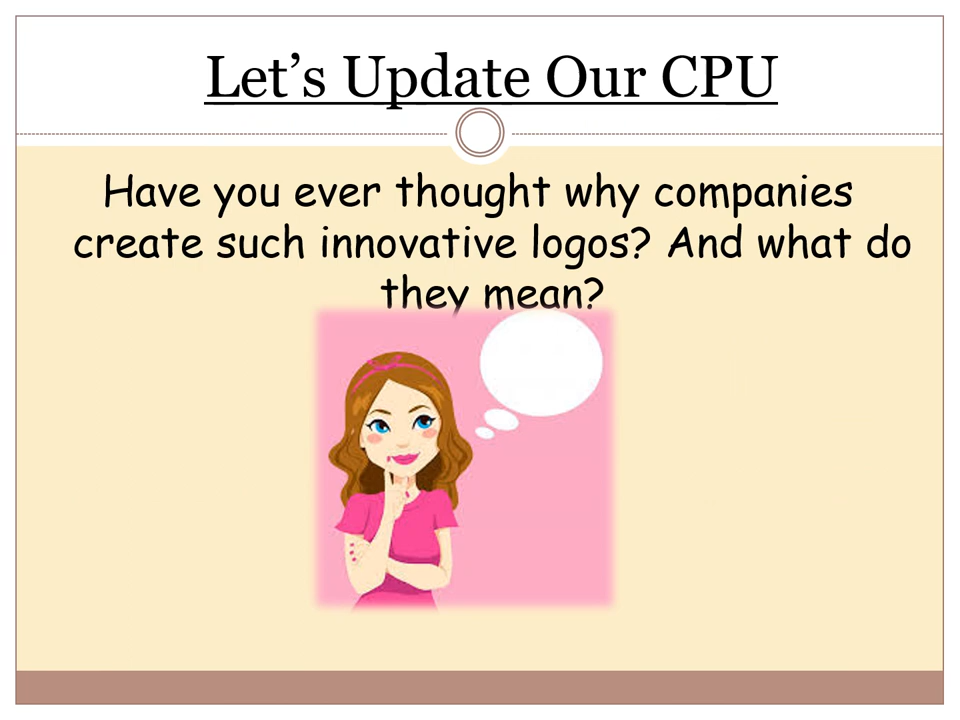 Let’s Update Our CPU
Have you ever thought why companies
create such innovative logos? And what do
they mean?